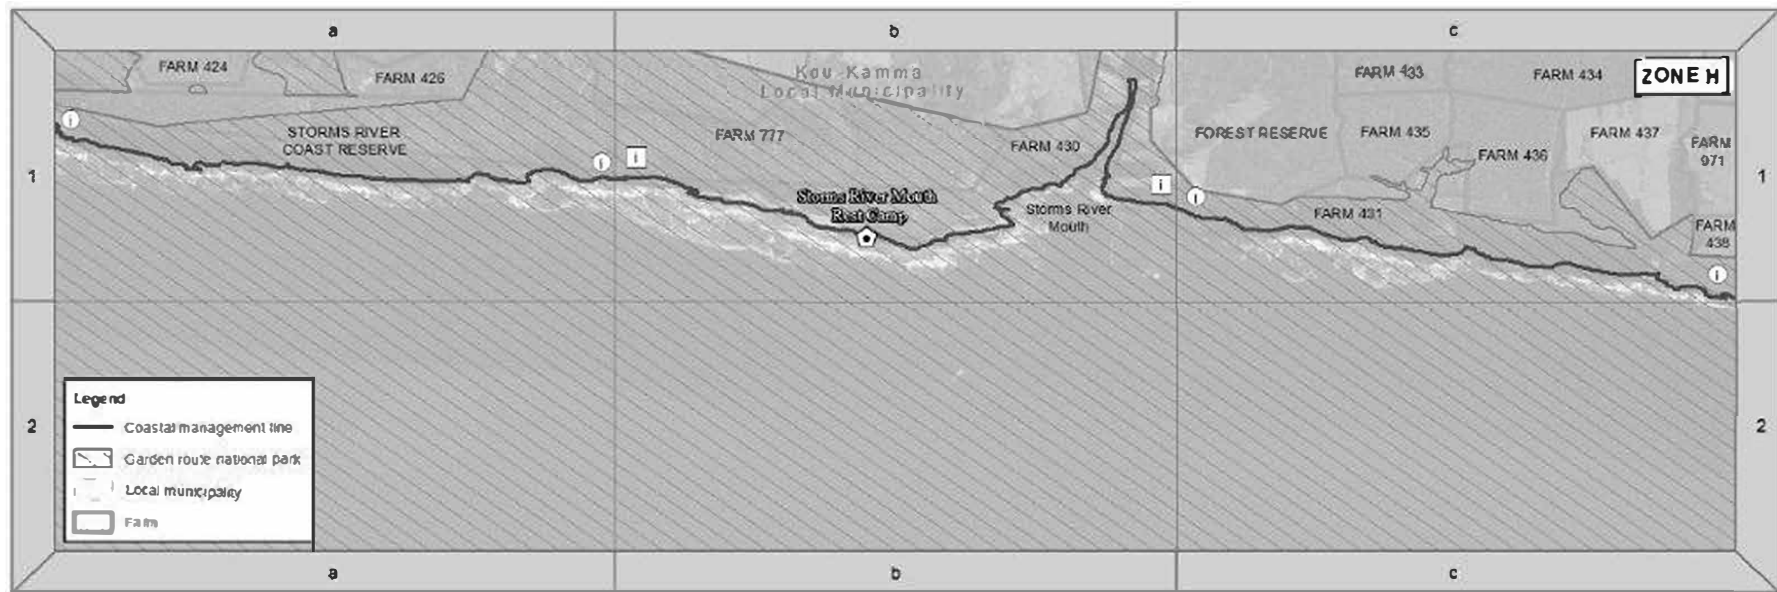 a
b
c
FARM 424
FARM 426
Kou-Kamma
Local Municipality
FARM 433
FARM 434
ZONE H
i
STORMS RIVER
COAST RESERVE
FARM 777
FARM 430
FOREST RESERVE
FARM 435
FARM 436
FARM 437
FARM
971
1
1
i
i
i
i
Storms River Mouth
Rest Camp
Storms River
Mouth
FARM 431
FARM
438
i
Legend
Coastal management line
Garden route national park
Local municipality
Farm
2
2
a
b
c